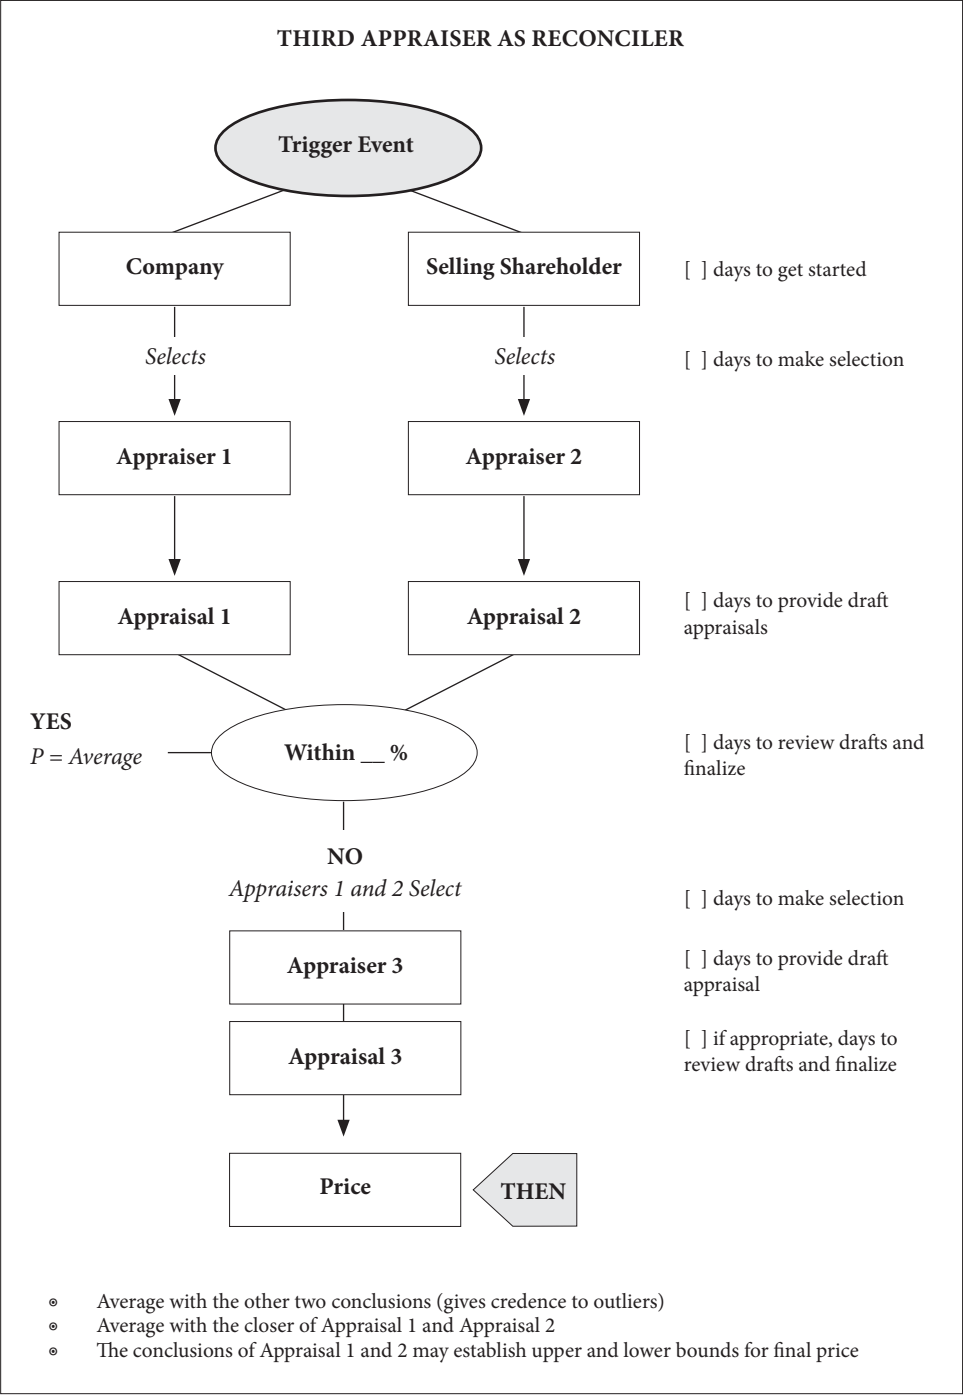 THIRD APPRAISER AS RECONCILER
Trigger Event
Company
Selling Shareholder
[  ] days to get started
Selects
Selects
[  ] days to make selection
Appraiser 1
Appraiser 2
Appraisal 1
Appraisal 2
[  ] days to provide draft
appraisals
YES
P = Average
Within __ %
[  ] days to review drafts and
finalize
NO
Appraisers 1 and 2 Select
[  ] days to make selection
Appraiser 3
[  ] days to provide draft
appraisal
Appraisal 3
[  ] if appropriate, days to
review drafts and finalize
Price
THEN
Average with the other two conclusions (gives credence to outliers)
Average with the closer of Appraisal 1 and Appraisal 2
The conclusions of Appraisal 1 and 2 may establish upper and lower bounds for final price